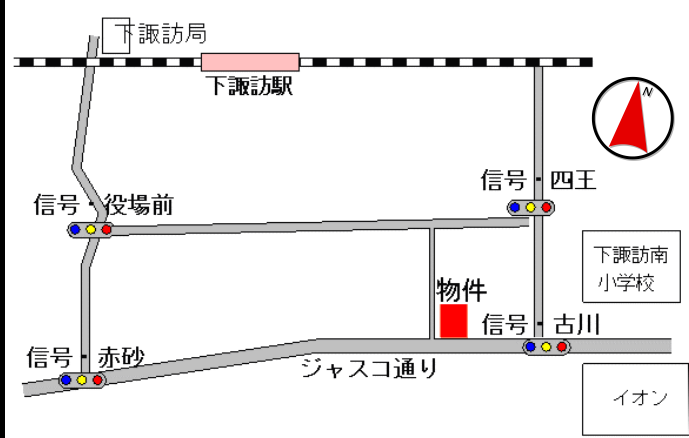 下諏訪局
下諏訪駅
N
信号・四王
信号・役場前
下諏訪南
小学校
物件
信号・古川
信号・赤砂
ジャスコ通り
イオン